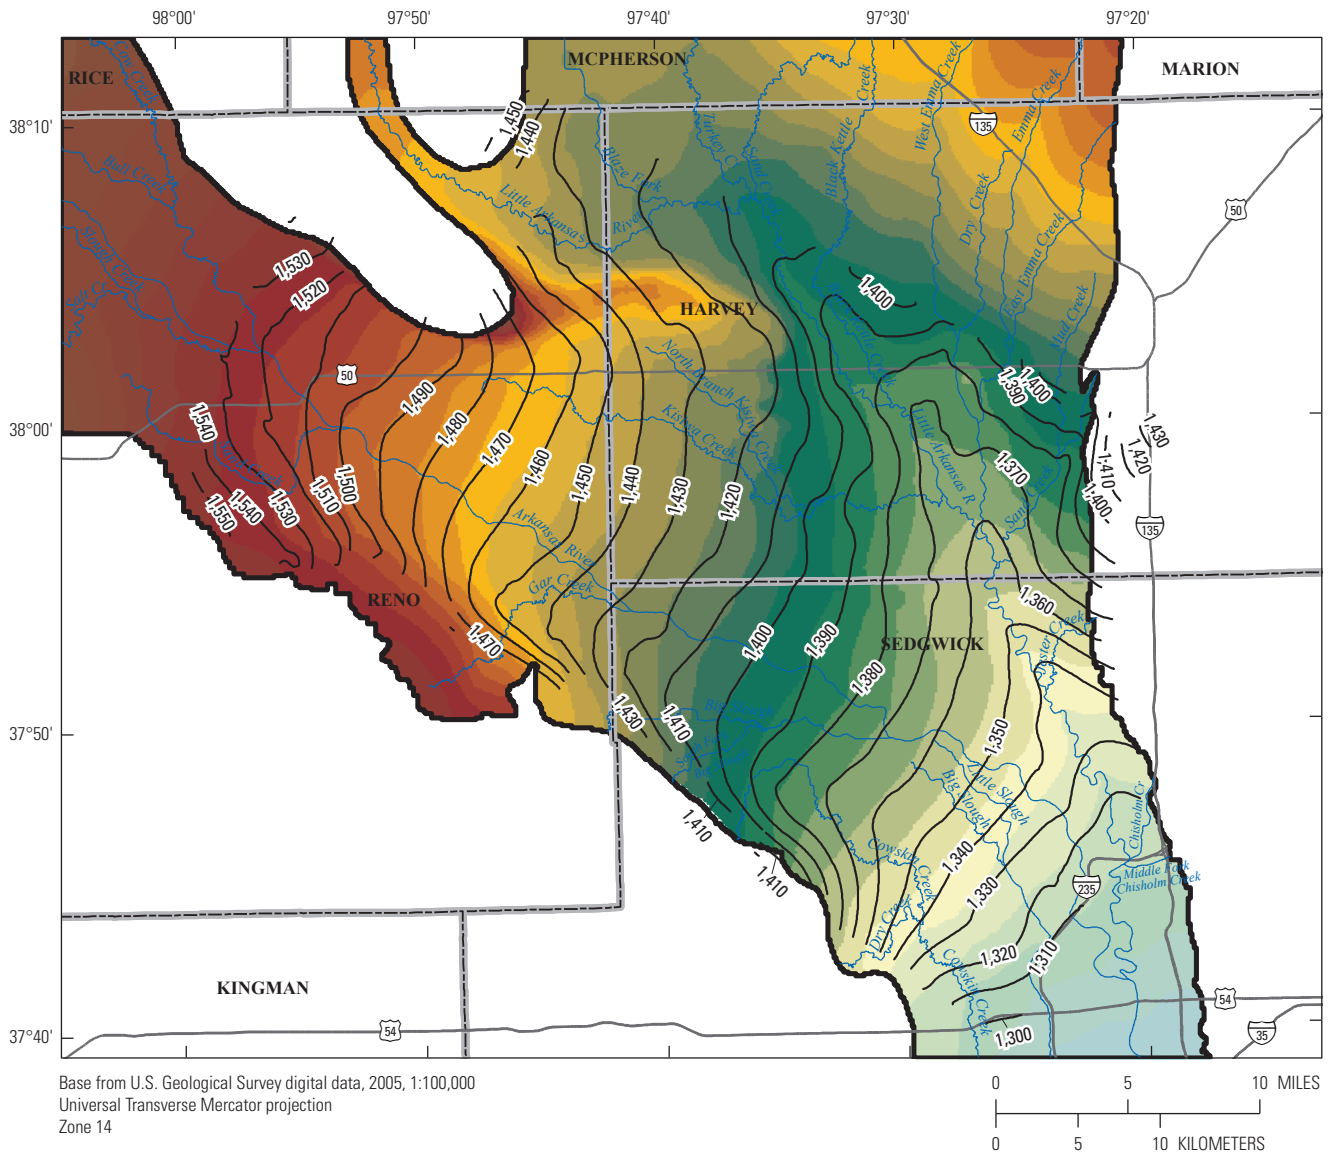 98°00'
97°50'
97°40'
97°30'
97°20'
RICE
MCPHERSON
MARION
38°10'
38°00'
37°50'
37°40'
Cow Creek
Bull Creek
Salt Cr
Little Arkansas
River
Blaze Fork
Turkey C
Black Kettle
Creek
West Emma Creek
Emma Creek
Dry Creek
East Emma Creek
Mud Creek
135
50
1,450
1,440
1,530
1,520
HARVEY
1,400
50
North Branch Kisiwa Creek
Kisiwa Creek
Little Arkansas R
1,390
1,400
1,430
1,420
1,410
1,400
1,370
Sand Creek
135
1,540
1,490
1,480
1,470
1,460
1,450
1,440
1,430
1,420
1,500
1,510
1,530
1,540
1,550
Arkansas River
Gar Creek
RENO
1,470
1,400
1,390
1,380
SEDGWICK
1,360
1,430
1,410
Big Slough
1,350
Little Slough
Big Slough
1,410
1,410
Cowskin Creek
Dry Creek
1,340
1,330
235
Chisholm Cr
Middle Fork
Chisholm Creek
1,320
1,310
Cowskin Creek
1,300
KINGMAN
54
54
35
Base from U.S. Geological Survey digital data, 2005, 1:100,000
Universal Transverse Mercator projection
Zone 14
0 5 10 MILES
0 5 10 KILOMETERS